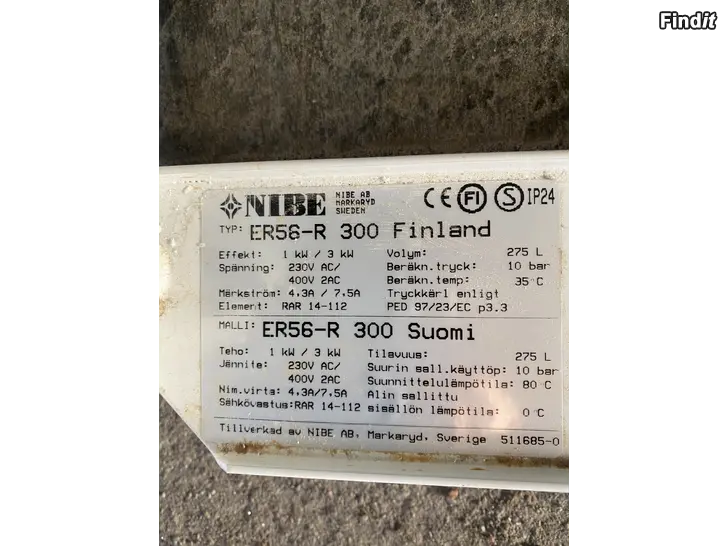 Findit
NIBE
NIBE AB
MARKARYD
SWEDEN
CE FI S IP24
TYP: ER56-R 300 Finland
Effekt: 1 kW / 3 kW
Spänning: 230V AC/
400V 2AC
Märkström: 4,3A / 7,5A
Element: RAR 14-112
Volym: 275 L
Beräkn.tryck: 10 bar
Beräkn.temp: 35°C
Tryckkärl enligt
PED 97/23/EC p3.3
MALLI: ER56-R 300 Suomi
Teho: 1 kW / 3 kW
Jännite: 230V AC/
400V 2AC
Nim.virta: 4,3A/7,5A
Sähkövastus: RAR 14-112
Tilavuus: 275 L
Suurin sall.käyttöp: 10 bar
Suunnittelulämpötila: 80°C
Alin sallittu
sisällön lämpötila: 0°C
Tillverkad av NIBE AB, Markaryd, Sverige 511685-0